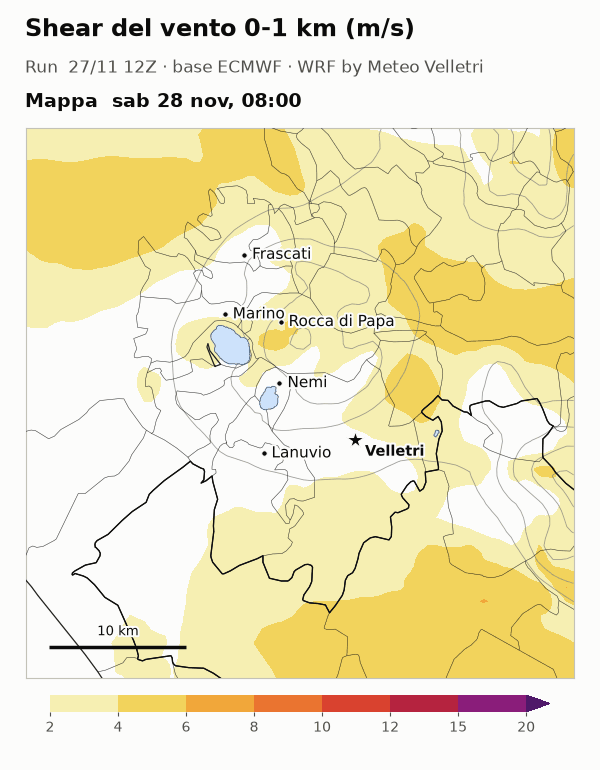 Shear del vento 0-1 km (m/s)
Run  27/11 12Z · base ECMWF · WRF by Meteo Velletri
Mappa  sab 28 nov, 08:00
Frascati
Marino
Rocca di Papa
Nemi
Velletri
Lanuvio
10 km
2 4 6 8 10 12 15 20